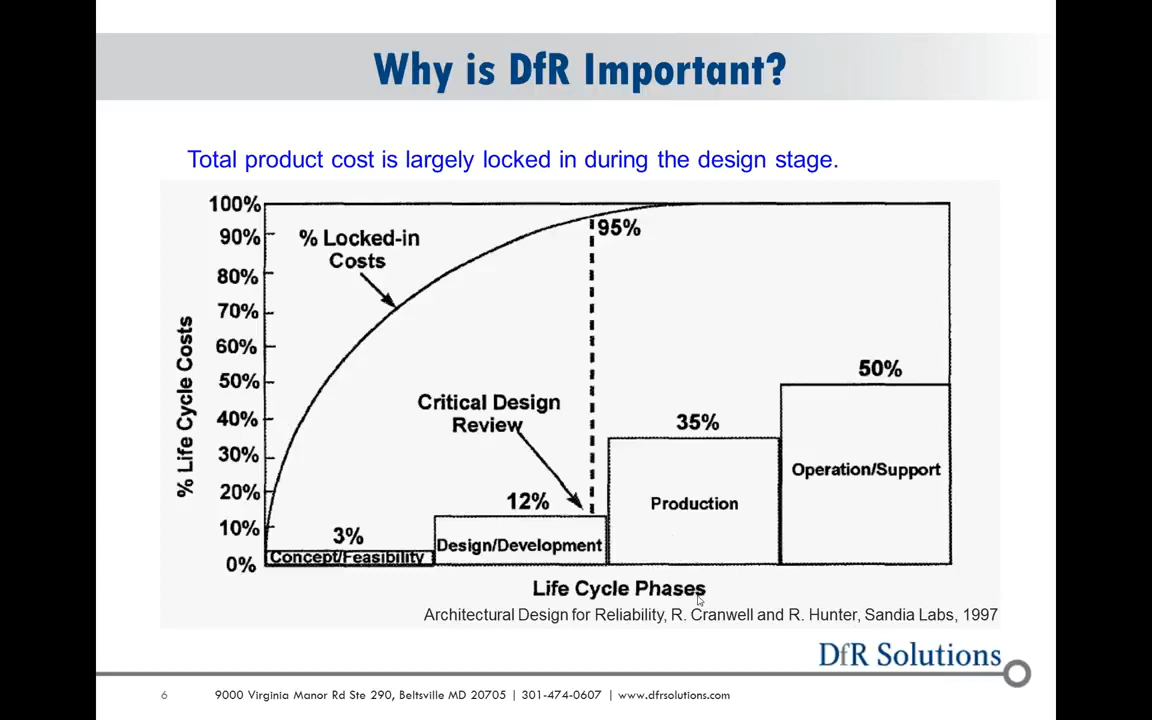 Why is DfR Important?
Total product cost is largely locked in during the design stage.
100%
90%
80%
70%
60%
50%
40%
30%
20%
10%
0%
% Life Cycle Costs
% Locked-in
Costs
95%
Critical Design
Review
3%
Concept/Feasibility
12%
Design/Development
35%
Production
50%
Operation/Support
Life Cycle Phases
Architectural Design for Reliability, R. Cranwell and R. Hunter, Sandia Labs, 1997
DfR Solutions
6
9000 Virginia Manor Rd Ste 290, Beltsville MD 20705 | 301-474-0607 | www.dfrsolutions.com